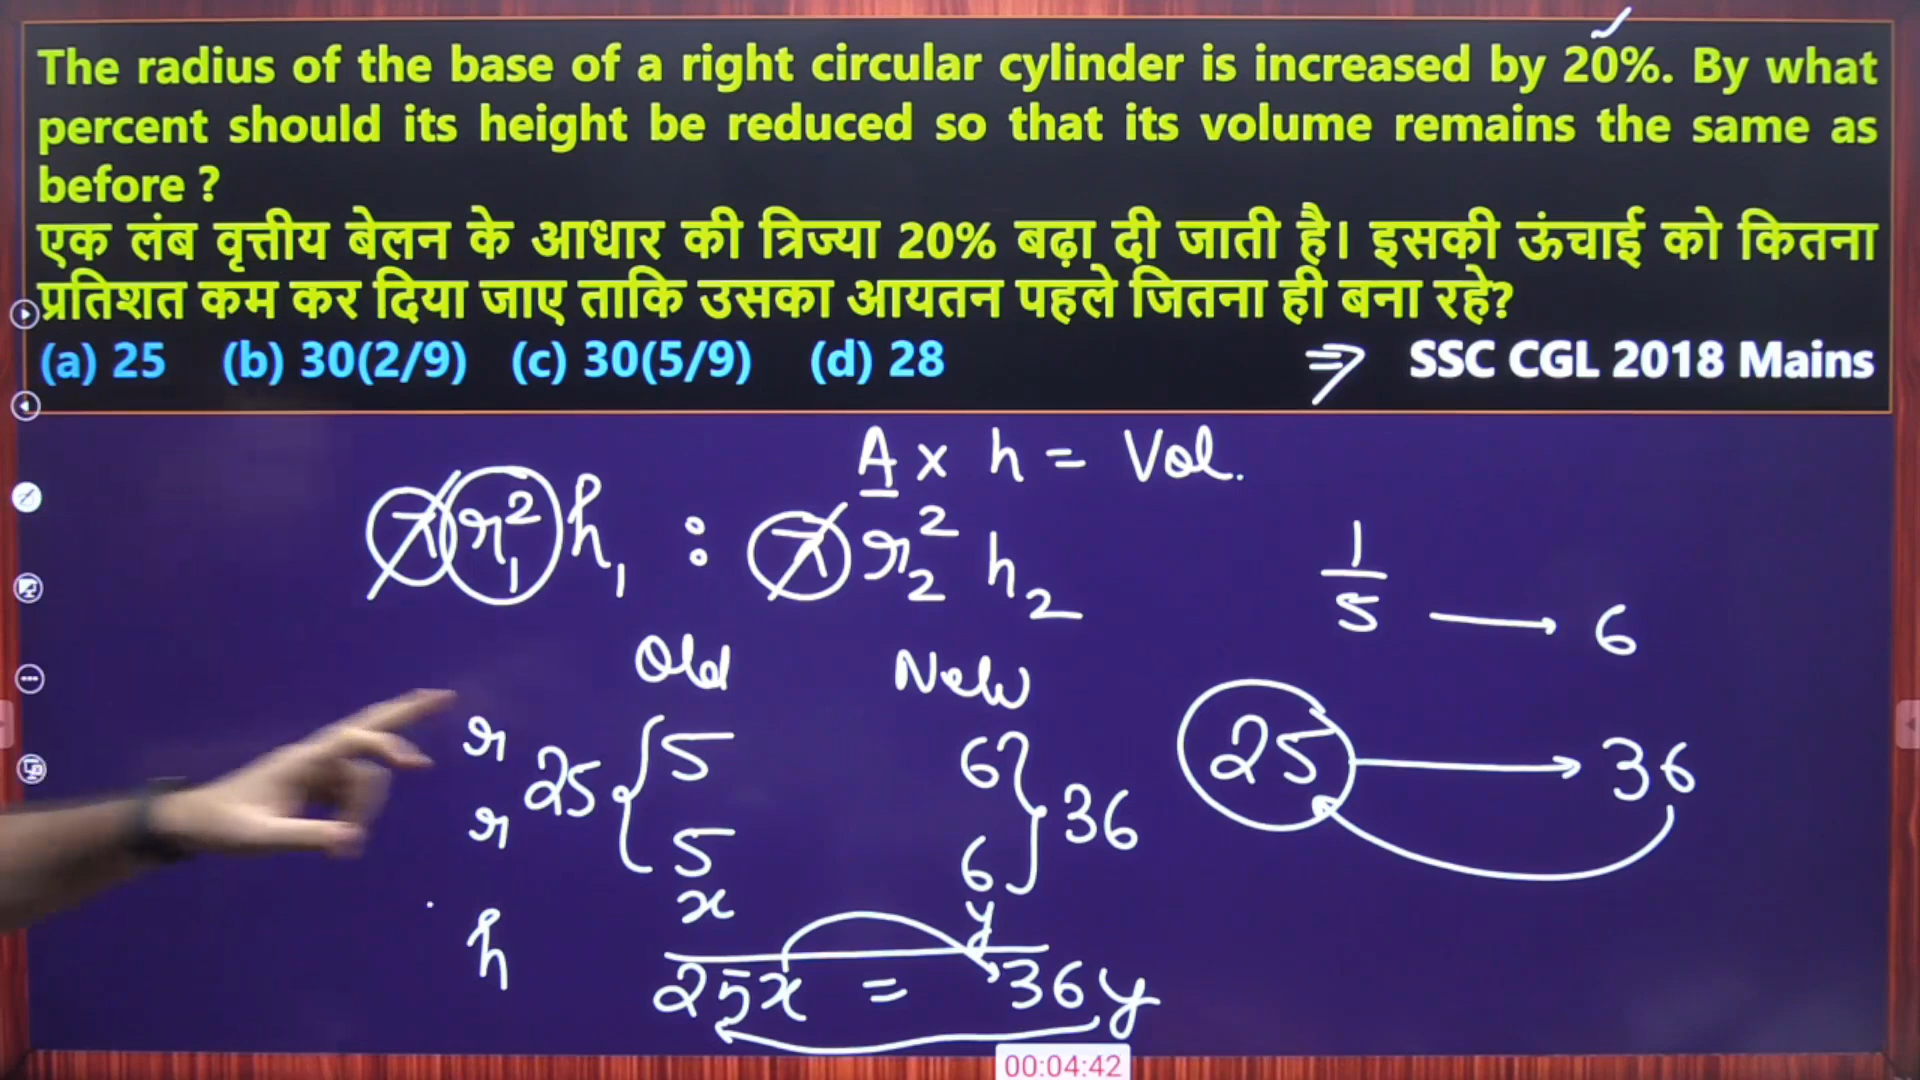 The radius of the base of a right circular cylinder is increased by 20%. By what
percent should its height be reduced so that its volume remains the same as
before ?
एक लंब वृत्तीय बेलन के आधार की त्रिज्या 20% बढ़ा दी जाती है। इसकी ऊंचाई को कितना
प्रतिशत कम कर दिया जाए ताकि उसका आयतन पहले जितना ही बना रहे?
(a) 25 (b) 30(2/9) (c) 30(5/9) (d) 28 ⇒ SSC CGL 2018 Mains
A x h = Vol.
π r₁² h₁ : π r₂² h₂
1/5 → 6
Old New
r 5 6
25 36
r 5 6
25 → 36
h x y
25x = 36y
00:04:42